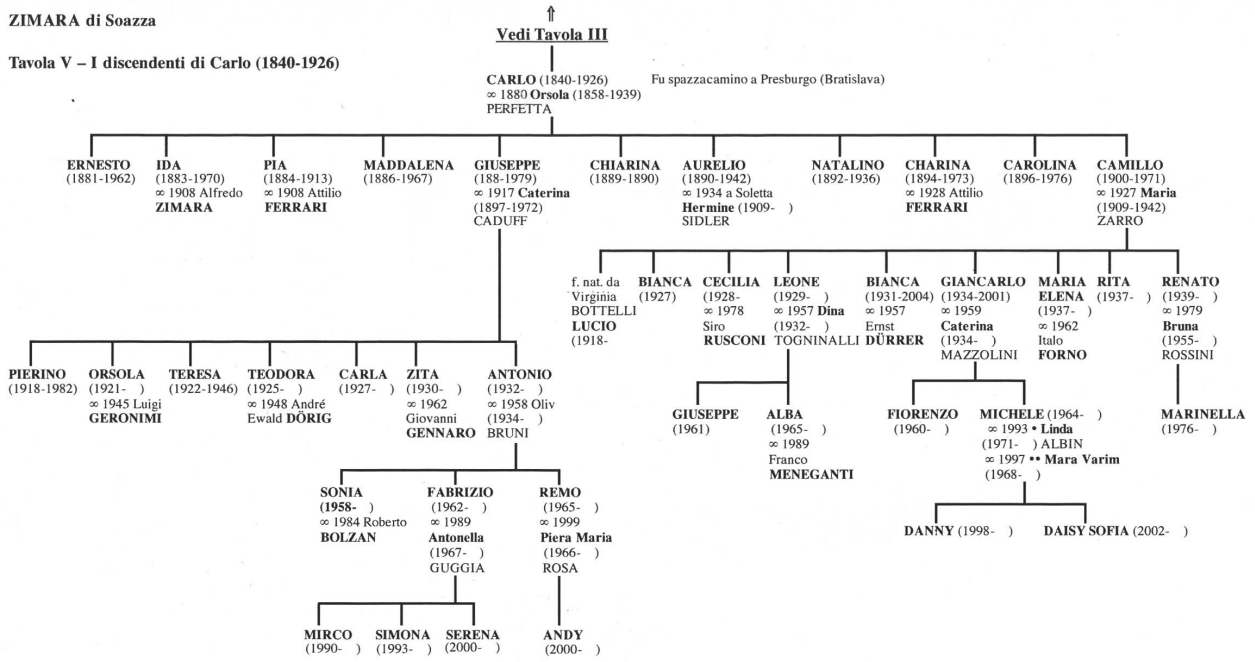 ZIMARA di Soazza
⇑
Vedi Tavola III
Tavola V – I discendenti di Carlo (1840-1926)
CARLO (1840-1926)
∞ 1880 Orsola (1858-1939)
PERFETTA
Fu spazzacamino a Presburgo (Bratislava)
ERNESTO
(1881-1962)
IDA
(1883-1970)
∞ 1908 Alfredo
ZIMARA
PIA
(1884-1913)
∞ 1908 Attilio
FERRARI
MADDALENA
(1886-1967)
GIUSEPPE
(188-1979)
∞ 1917 Caterina
(1897-1972)
CADUFF
CHIARINA
(1889-1890)
AURELIO
(1890-1942)
∞ 1934 a Soletta
Hermine (1909- )
SIDLER
NATALINO
(1892-1936)
CHARINA
(1894-1973)
∞ 1928 Attilio
FERRARI
CAROLINA
(1896-1976)
CAMILLO
(1900-1971)
∞ 1927 Maria
(1909-1942)
ZARRO
f. nat. da
Virginia
BOTTELLI
LUCIO
(1918-
BIANCA
(1927)
CECILIA
(1928-
∞ 1978
Siro
RUSCONI
LEONE
(1929- )
∞ 1957 Dina
(1932- )
TOGNINALLI
BIANCA
(1931-2004)
∞ 1957
Ernst
DÜRRER
GIANCARLO
(1934-2001)
∞ 1959
Caterina
(1934- )
MAZZOLINI
MARIA
ELENA
(1937- )
∞ 1962
Italo
FORNO
RITA
(1937- )
RENATO
(1939- )
∞ 1979
Bruna
(1955- )
ROSSINI
PIERINO
(1918-1982)
ORSOLA
(1921- )
∞ 1945 Luigi
GERONIMI
TERESA
(1922-1946)
TEODORA
(1925- )
∞ 1948 André
Ewald DÖRIG
CARLA
(1927- )
ZITA
(1930- )
∞ 1962
Giovanni
GENNARO
ANTONIO
(1932- )
∞ 1958 Oliv
(1934- )
BRUNI
GIUSEPPE
(1961)
ALBA
(1965- )
∞ 1989
Franco
MENEGANTI
FIORENZO
(1960- )
MICHELE (1964- )
∞ 1993 • Linda
(1971- ) ALBIN
∞ 1997 •• Mara Varim
(1968- )
MARINELLA
(1976- )
SONIA
(1958- )
∞ 1984 Roberto
BOLZAN
FABRIZIO
(1962- )
∞ 1989
Antonella
(1967- )
GUGGIA
REMO
(1965- )
∞ 1999
Piera Maria
(1966- )
ROSA
DANNY (1998- )
DAISY SOFIA (2002- )
MIRCO
(1990- )
SIMONA
(1993- )
SERENA
(2000- )
ANDY
(2000- )